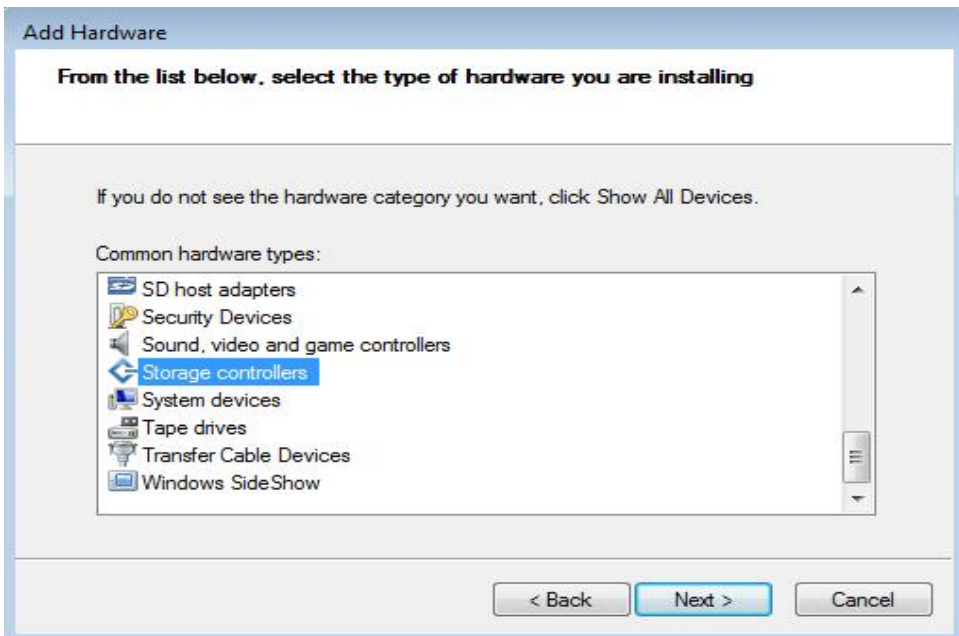 Add Hardware
From the list below, select the type of hardware you are installing
If you do not see the hardware category you want, click Show All Devices.
Common hardware types:
SD host adapters
Security Devices
Sound, video and game controllers
Storage controllers
System devices
Tape drives
Transfer Cable Devices
Windows SideShow
< Back Next > Cancel